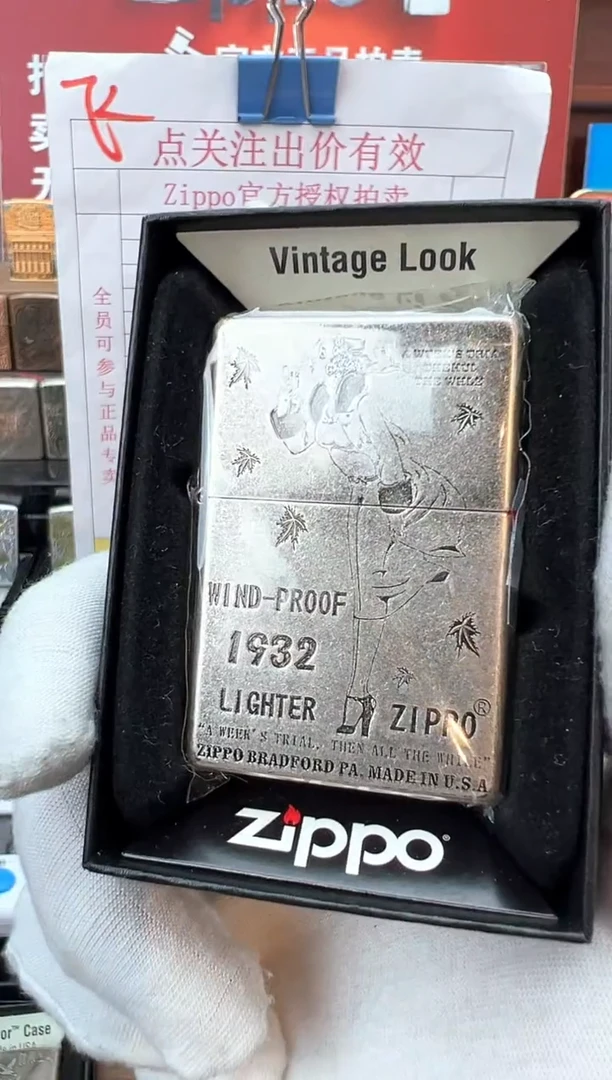 飞
点关注出价有效
Zippo官方授权拍卖
全员可参与正品专卖
Vintage Look
WIND-PROOF
1932
LIGHTER
ZIPPO®
"A WEEK'S TRIAL, THEN ALL THE WHILE"
ZIPPO BRADFORD PA. MADE IN U.S.A
zippo
Case